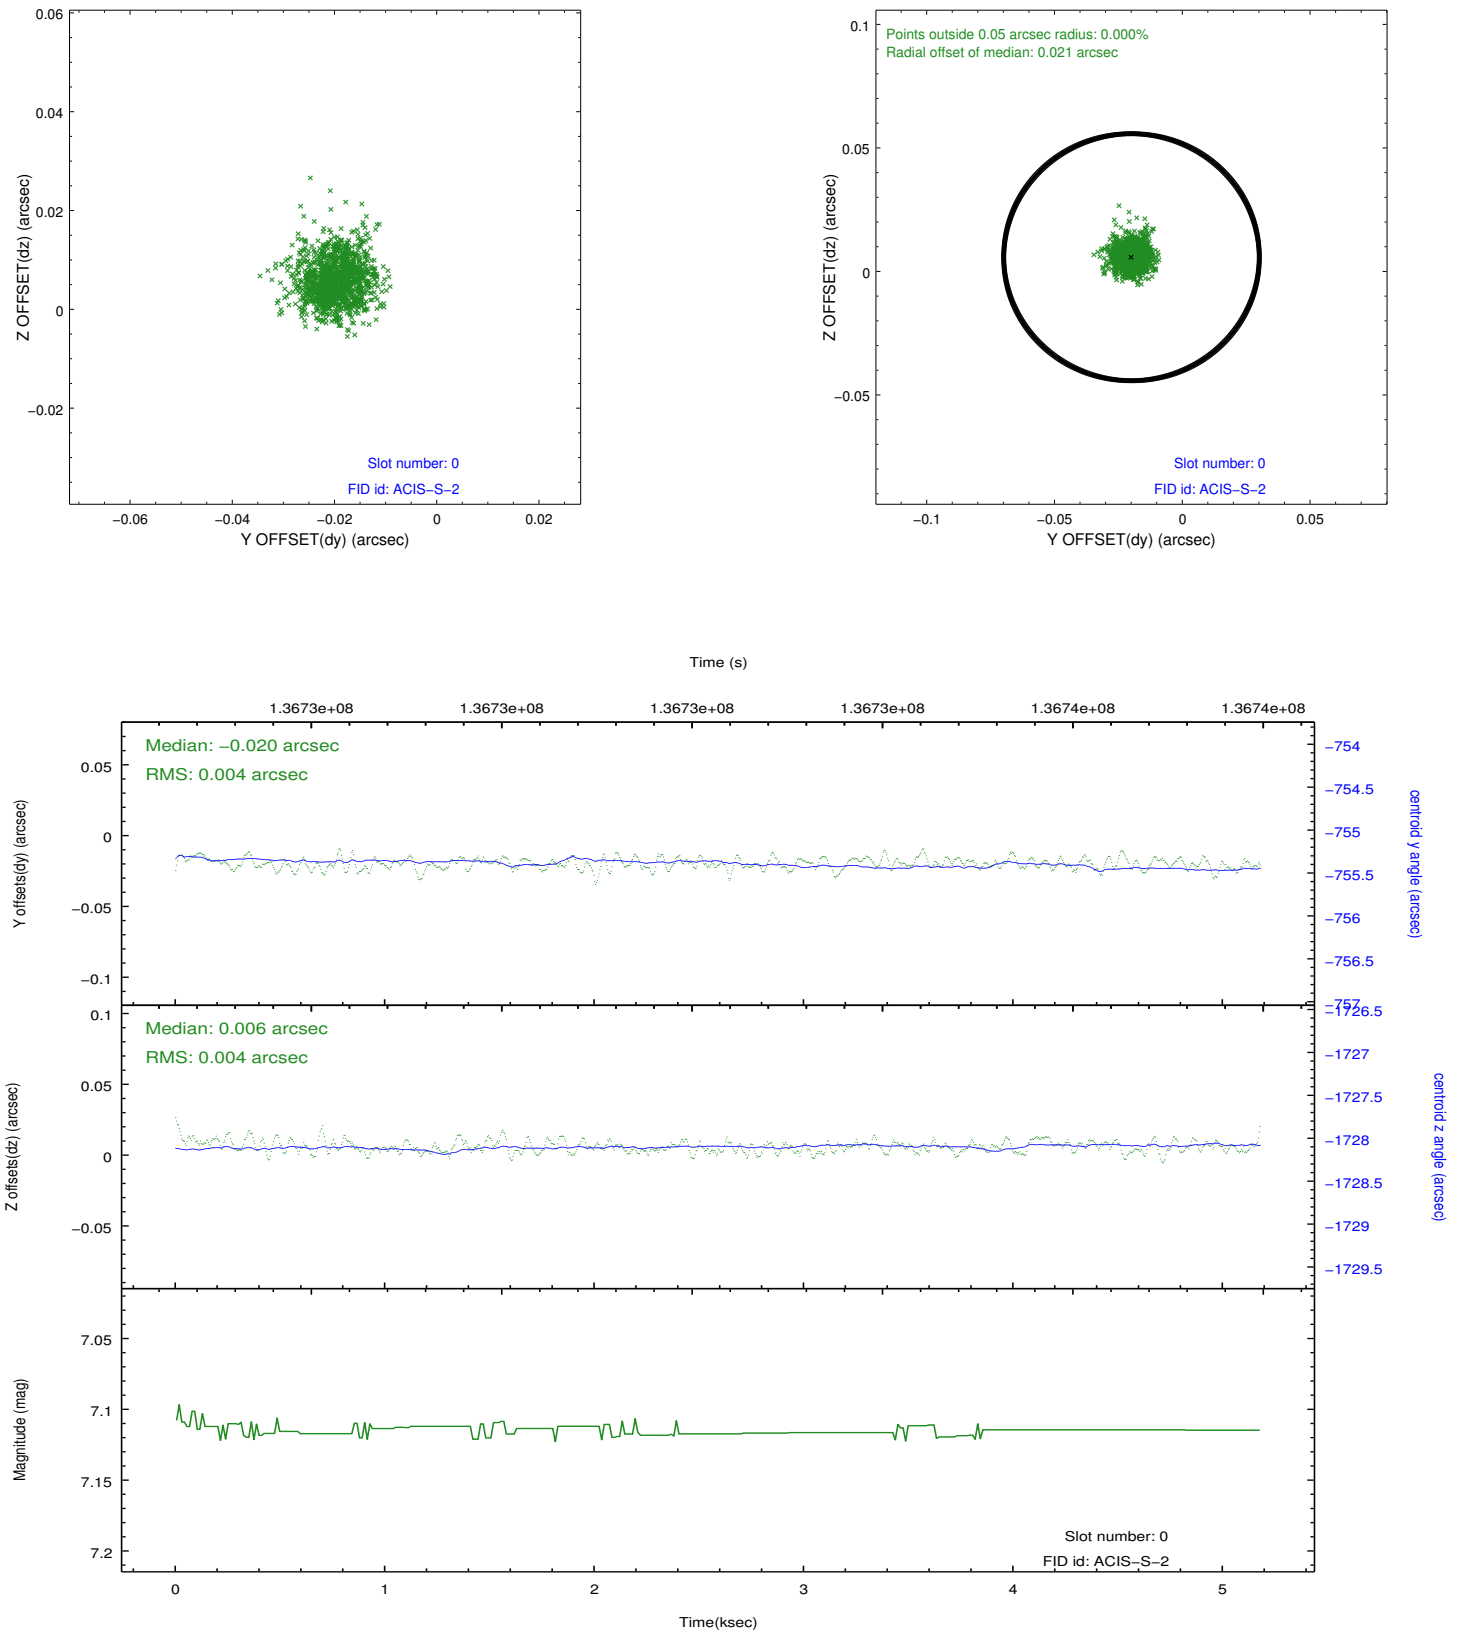 0.06
0.04
0.02
0
−0.02
Z OFFSET(dz) (arcsec)
Slot number: 0
FID id: ACIS−S−2
−0.06
−0.04
−0.02
0
0.02
Y OFFSET(dy) (arcsec)
Points outside 0.05 arcsec radius: 0.000%
Radial offset of median: 0.021 arcsec
0.1
0.05
0
−0.05
Z OFFSET(dz) (arcsec)
Slot number: 0
FID id: ACIS−S−2
−0.1
−0.05
0
0.05
Y OFFSET(dy) (arcsec)
Time (s)
1.3673e+08
1.3673e+08
1.3673e+08
1.3673e+08
1.3674e+08
1.3674e+08
Median: −0.020 arcsec
RMS: 0.004 arcsec
0.05
0
−0.05
−0.1
Y offsets(dy) (arcsec)
−754
−754.5
−755
−755.5
−756
−756.5
−757
centroid y angle (arcsec)
Median: 0.006 arcsec
RMS: 0.004 arcsec
0.1
0.05
0
−0.05
Z offsets(dz) (arcsec)
−1726.5
−1727
−1727.5
−1728
−1728.5
−1729
−1729.5
centroid z angle (arcsec)
7.05
7.1
7.15
7.2
Magnitude (mag)
Slot number: 0
FID id: ACIS−S−2
0
1
2
3
4
5
Time(ksec)